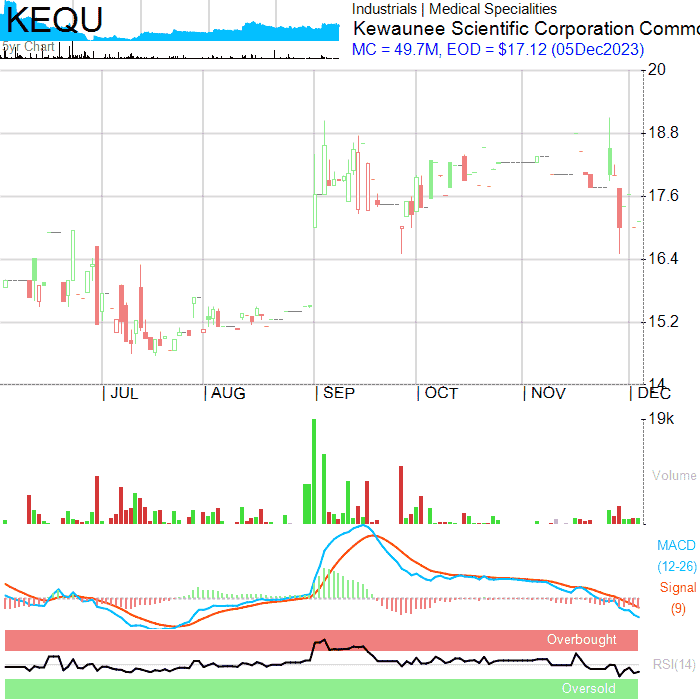 KEQU
5yr Chart
Industrials | Medical Specialities
Kewaunee Scientific Corporation Commo
MC = 49.7M, EOD = $17.12 (05Dec2023)
20
18.8
17.6
16.4
15.2
14
| JUL | AUG | SEP | OCT | NOV | DEC
19k
Volume
MACD
(12-26)
Signal
(9)
Overbought
RSI(14)
Oversold